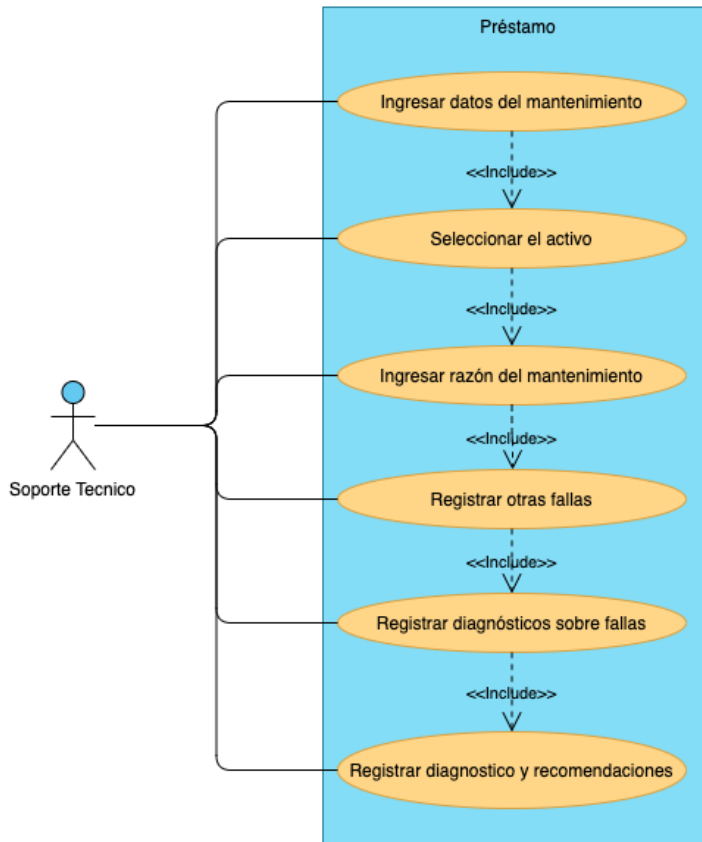 Préstamo
Ingresar datos del mantenimiento
<<Include>>
Seleccionar el activo
<<Include>>
Ingresar razón del mantenimiento
<<Include>>
Registrar otras fallas
<<Include>>
Registrar diagnósticos sobre fallas
<<Include>>
Registrar diagnostico y recomendaciones
Soporte Tecnico